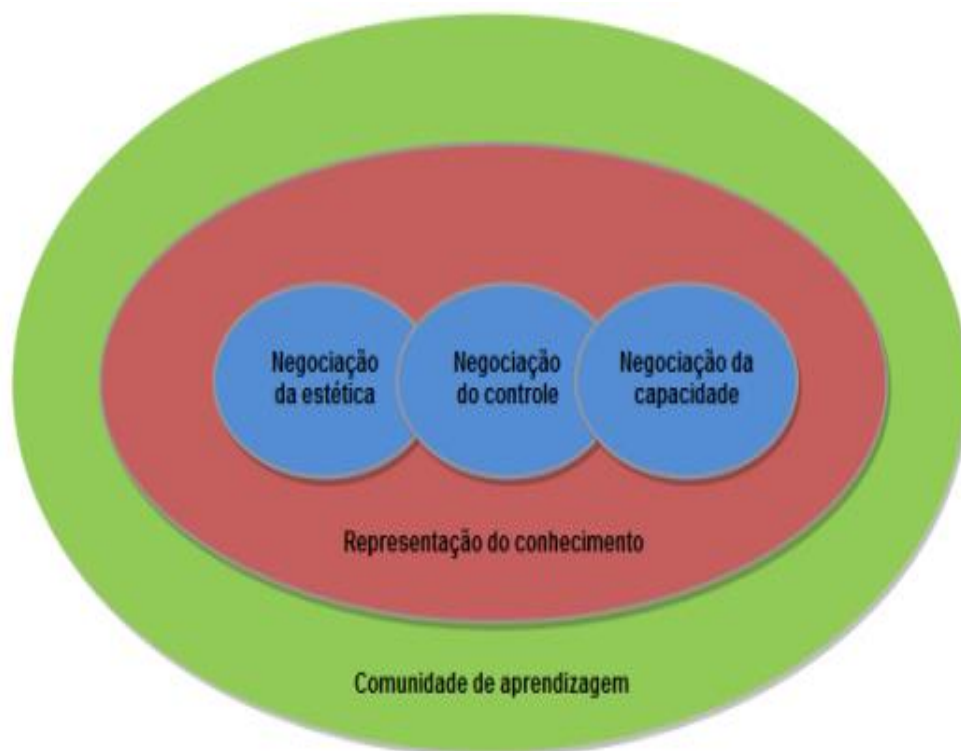 Negociação
da estética
Negociação
do controle
Negociação da
capacidade
Representação do conhecimento
Comunidade de aprendizagem